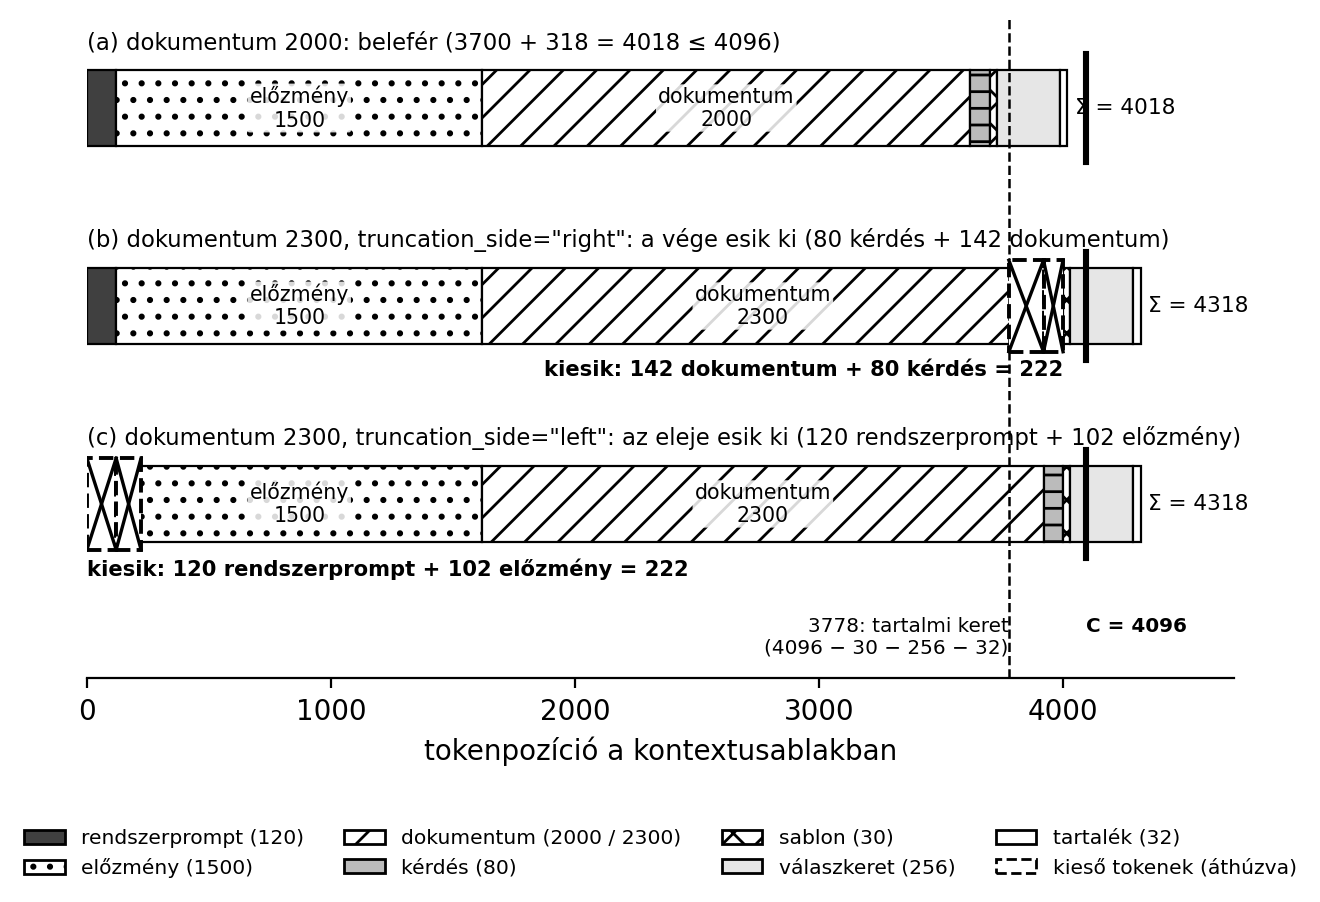 (a) dokumentum 2000: belefér (3700 + 318 = 4018 ≤ 4096)
előzmény
1500
dokumentum
2000
Σ = 4018
(b) dokumentum 2300, truncation_side="right": a vége esik ki (80 kérdés + 142 dokumentum)
előzmény
1500
dokumentum
2300
Σ = 4318
kiesik: 142 dokumentum + 80 kérdés = 222
(c) dokumentum 2300, truncation_side="left": az eleje esik ki (120 rendszerprompt + 102 előzmény)
előzmény
1500
dokumentum
2300
Σ = 4318
kiesik: 120 rendszerprompt + 102 előzmény = 222
3778: tartalmi keret
(4096 − 30 − 256 − 32)
C = 4096
0 1000 2000 3000 4000
tokenpozíció a kontextusablakban
rendszerprompt (120)
előzmény (1500)
dokumentum (2000 / 2300)
kérdés (80)
sablon (30)
válaszkeret (256)
tartalék (32)
kieső tokenek (áthúzva)